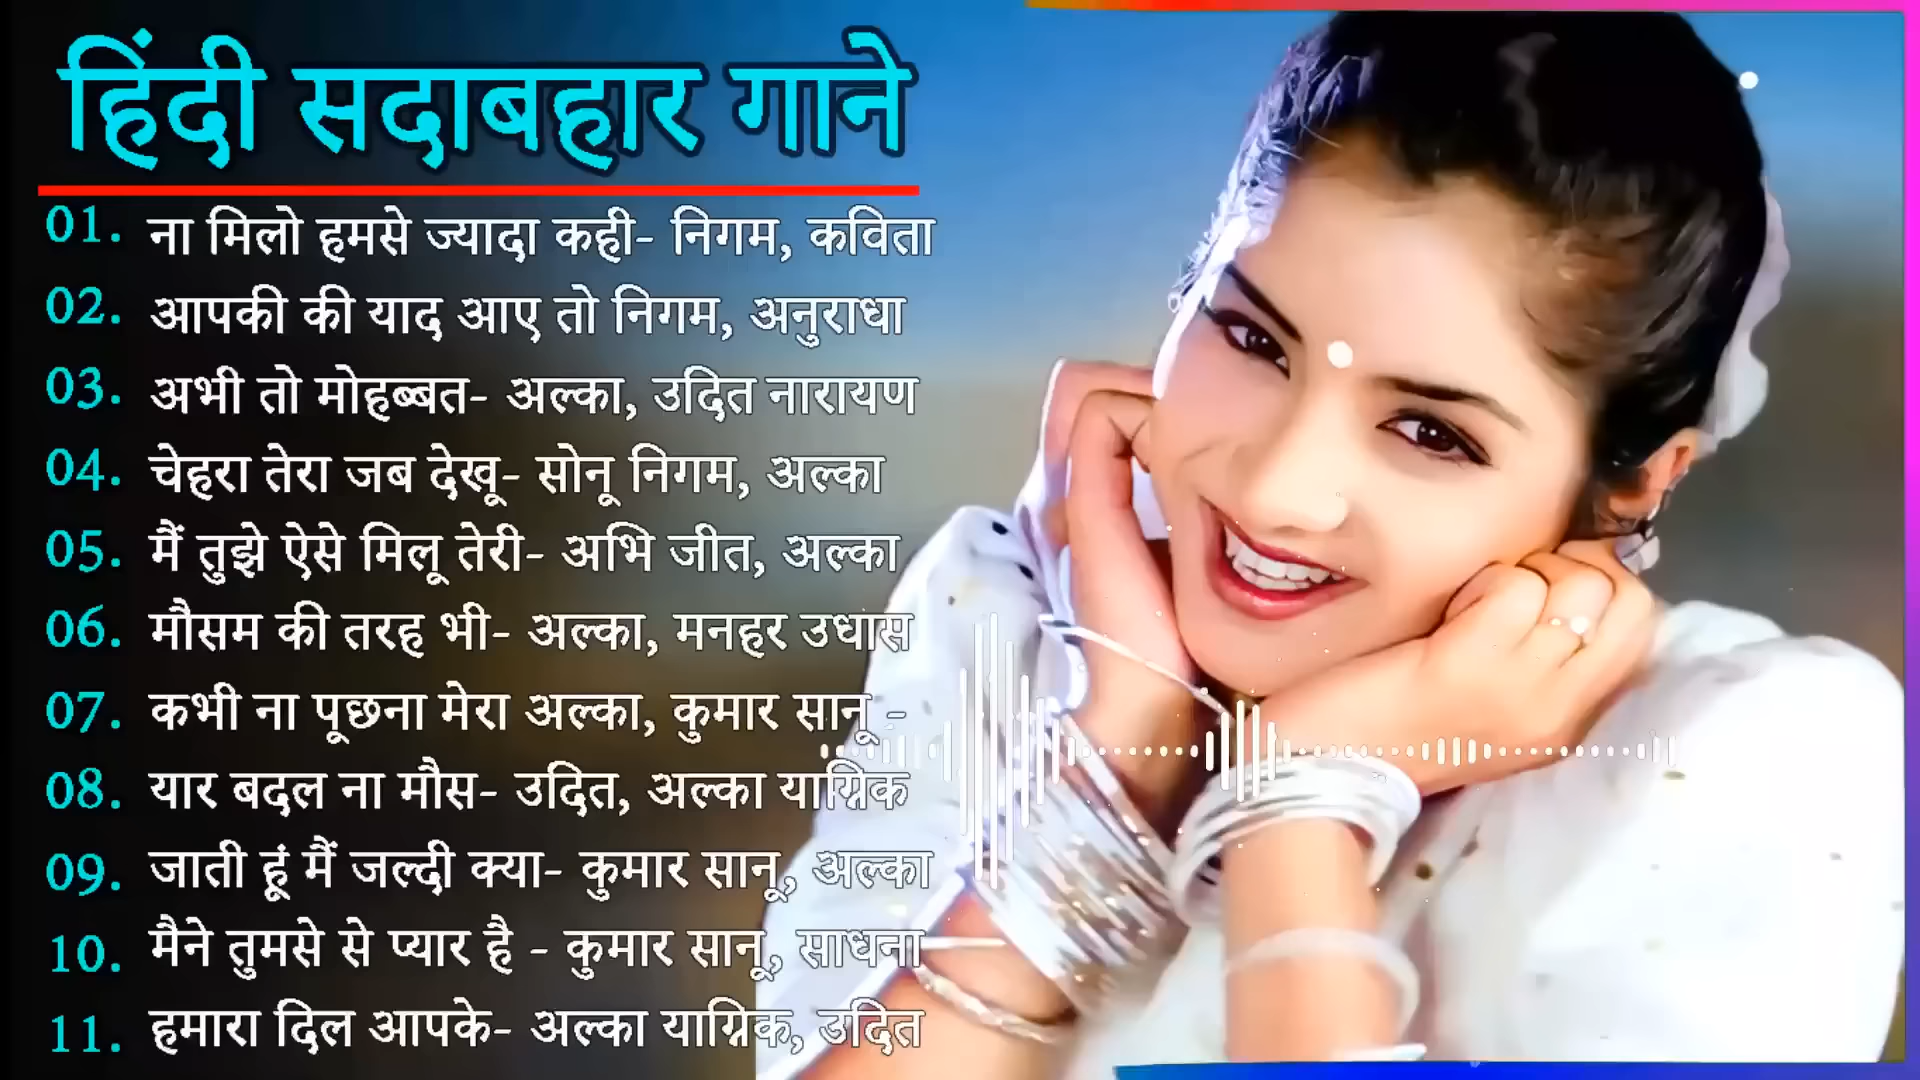 हिंदी सदाबहार गाने
01. ना मिलो हमसे ज्यादा कही- निगम, कविता
02. आपकी की याद आए तो निगम, अनुराधा
03. अभी तो मोहब्बत- अल्का, उदित नारायण
04. चेहरा तेरा जब देखू- सोनू निगम, अल्का
05. मैं तुझे ऐसे मिलू तेरी- अभि जीत, अल्का
06. मौसम की तरह भी- अल्का, मनहर उधास
07. कभी ना पूछना मेरा अल्का, कुमार सानू -
08. यार बदल ना मौस- उदित, अल्का याग्निक
09. जाती हूं मैं जल्दी क्या- कुमार सानू, अल्का
10. मैने तुमसे से प्यार है - कुमार सानू, साधना
11. हमारा दिल आपके- अल्का याग्निक, उदित